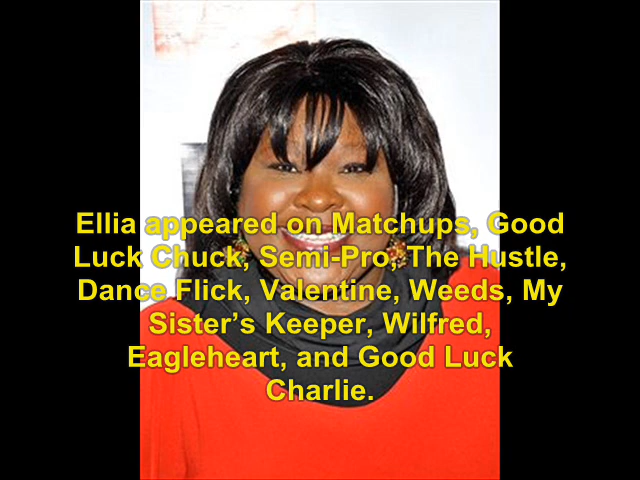 Ellia appeared on Matchups, Good
Luck Chuck, Semi-Pro, The Hustle,
Dance Flick, Valentine, Weeds, My
Sister’s Keeper, Wilfred,
Eagleheart, and Good Luck
Charlie.